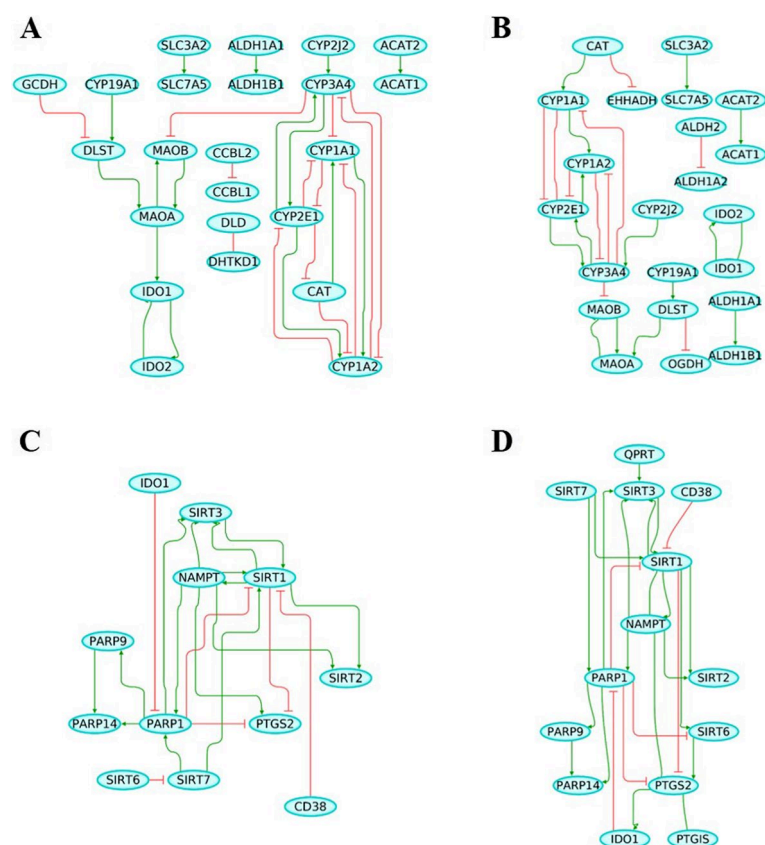 A
SLC3A2 ALDH1A1 CYP2J2 ACAT2
GCDH CYP19A1 SLC7A5 ALDH1B1 CYP3A4 ACAT1
DLST MAOB CCBL2 CYP1A1
CCBL1
MAOA DLD CYP2E1
DHTKD1
IDO1 CAT
IDO2 CYP1A2
B
CAT SLC3A2
CYP1A1 EHHADH SLC7A5 ACAT2
ALDH2
CYP1A2 ACAT1
ALDH1A2
CYP2E1 CYP2J2 IDO2
CYP3A4 CYP19A1 IDO1
MAOB DLST ALDH1A1
MAOA OGDH ALDH1B1
C
IDO1
SIRT3
NAMPT SIRT1
PARP9
SIRT2
PARP14 PARP1 PTGS2
SIRT6 SIRT7
CD38
D
QPRT
SIRT7 SIRT3 CD38
SIRT1
NAMPT
PARP1 SIRT2
PARP9 SIRT6
PARP14 PTGS2
IDO1 PTGIS